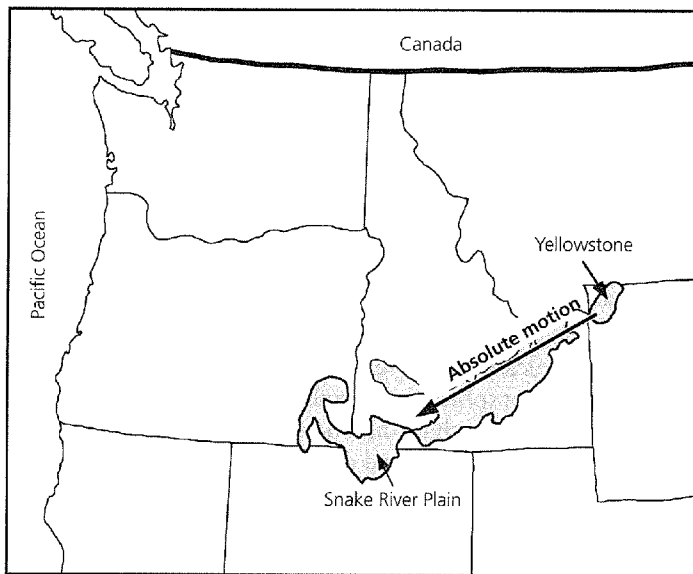 Canada
Pacific Ocean
Yellowstone
Absolute motion
Snake River Plain